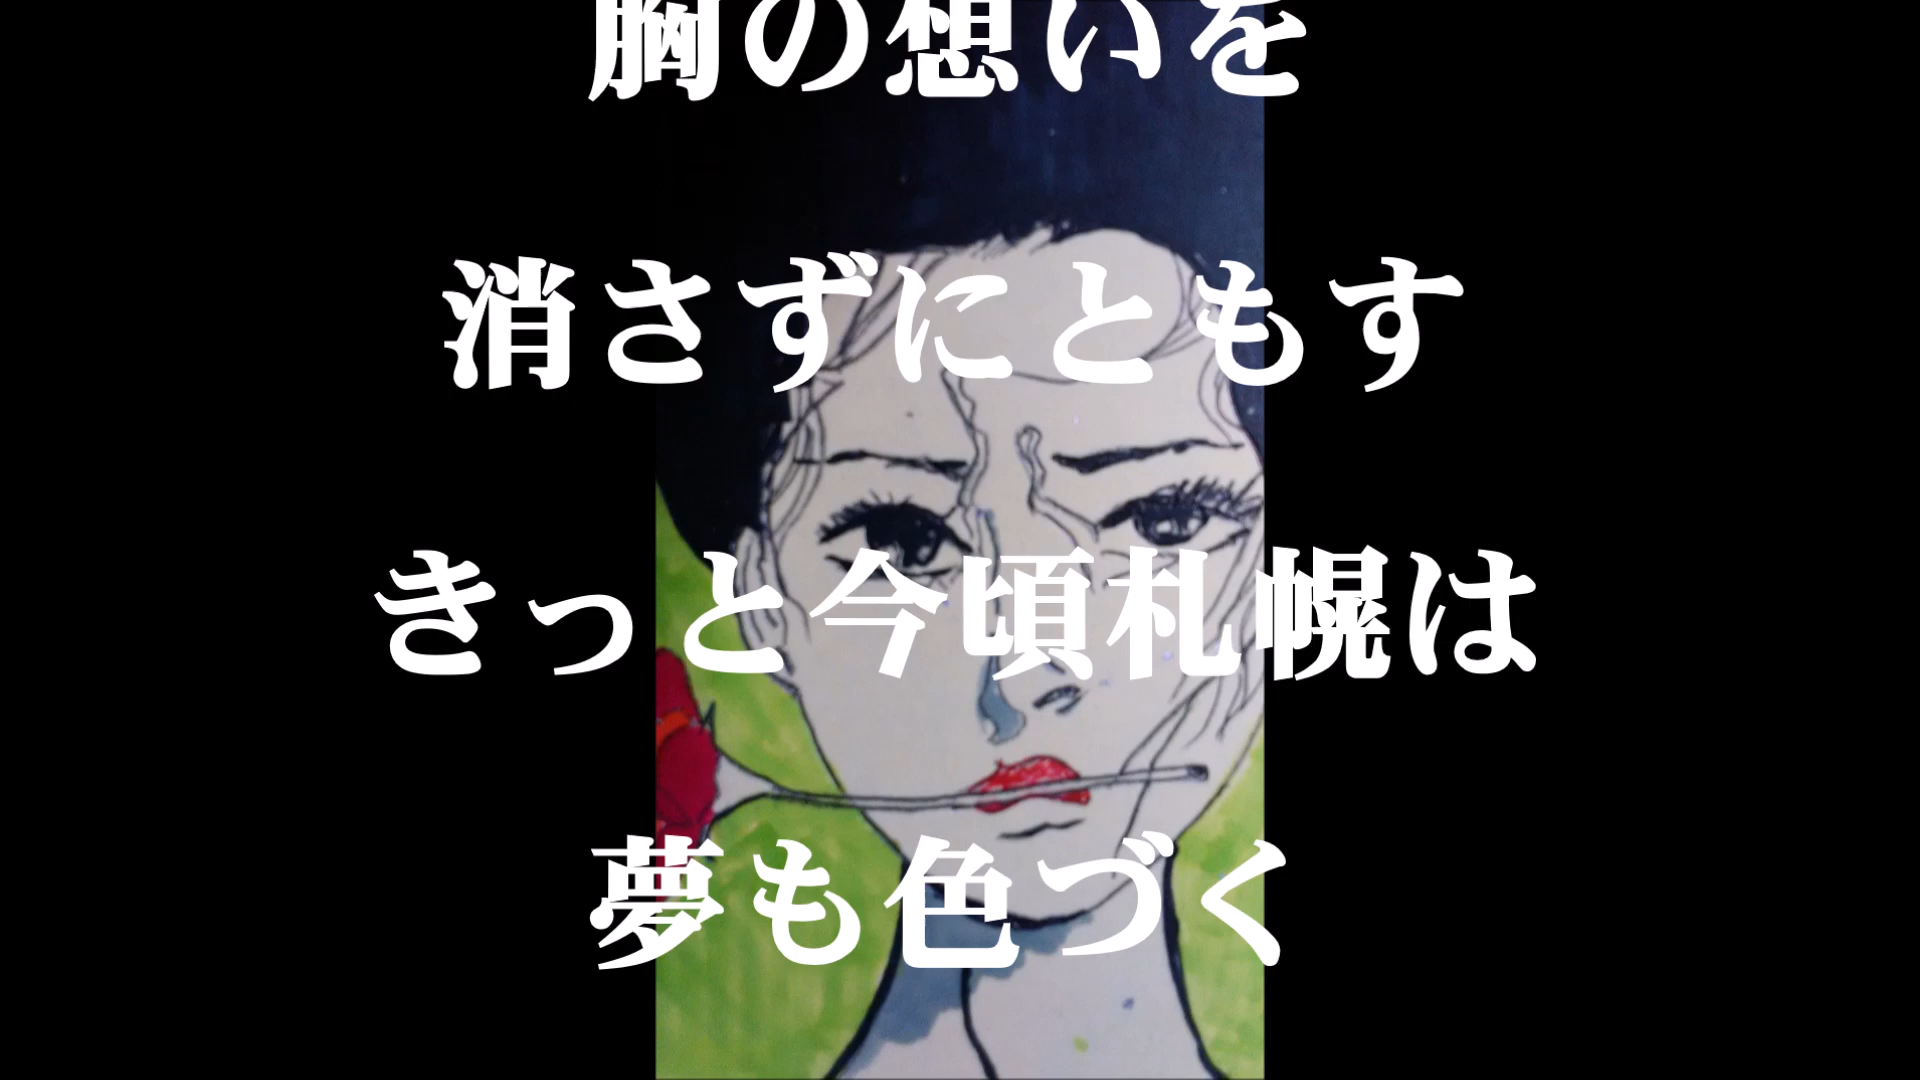 胸の想いを
消さずにともす
きっと今頃札幌は
夢も色づく